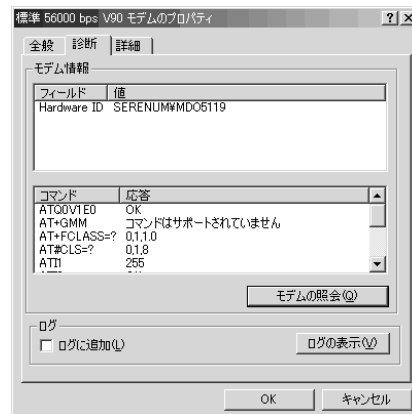 標準 56000 bps V90 モデムのプロパティ
全般 診断 詳細
モデム情報
フィールド 値
Hardware ID SERENUM¥MDO5119
コマンド 応答
ATQ0V1E0 OK
AT+GMM コマンドはサポートされていません
AT+FCLASS=? 0,1,1.0
AT#CLS=? 0,1,8
ATI1 255
モデムの照会(Q)
ログ
ログに追加(L) ログの表示(V)
OK キャンセル